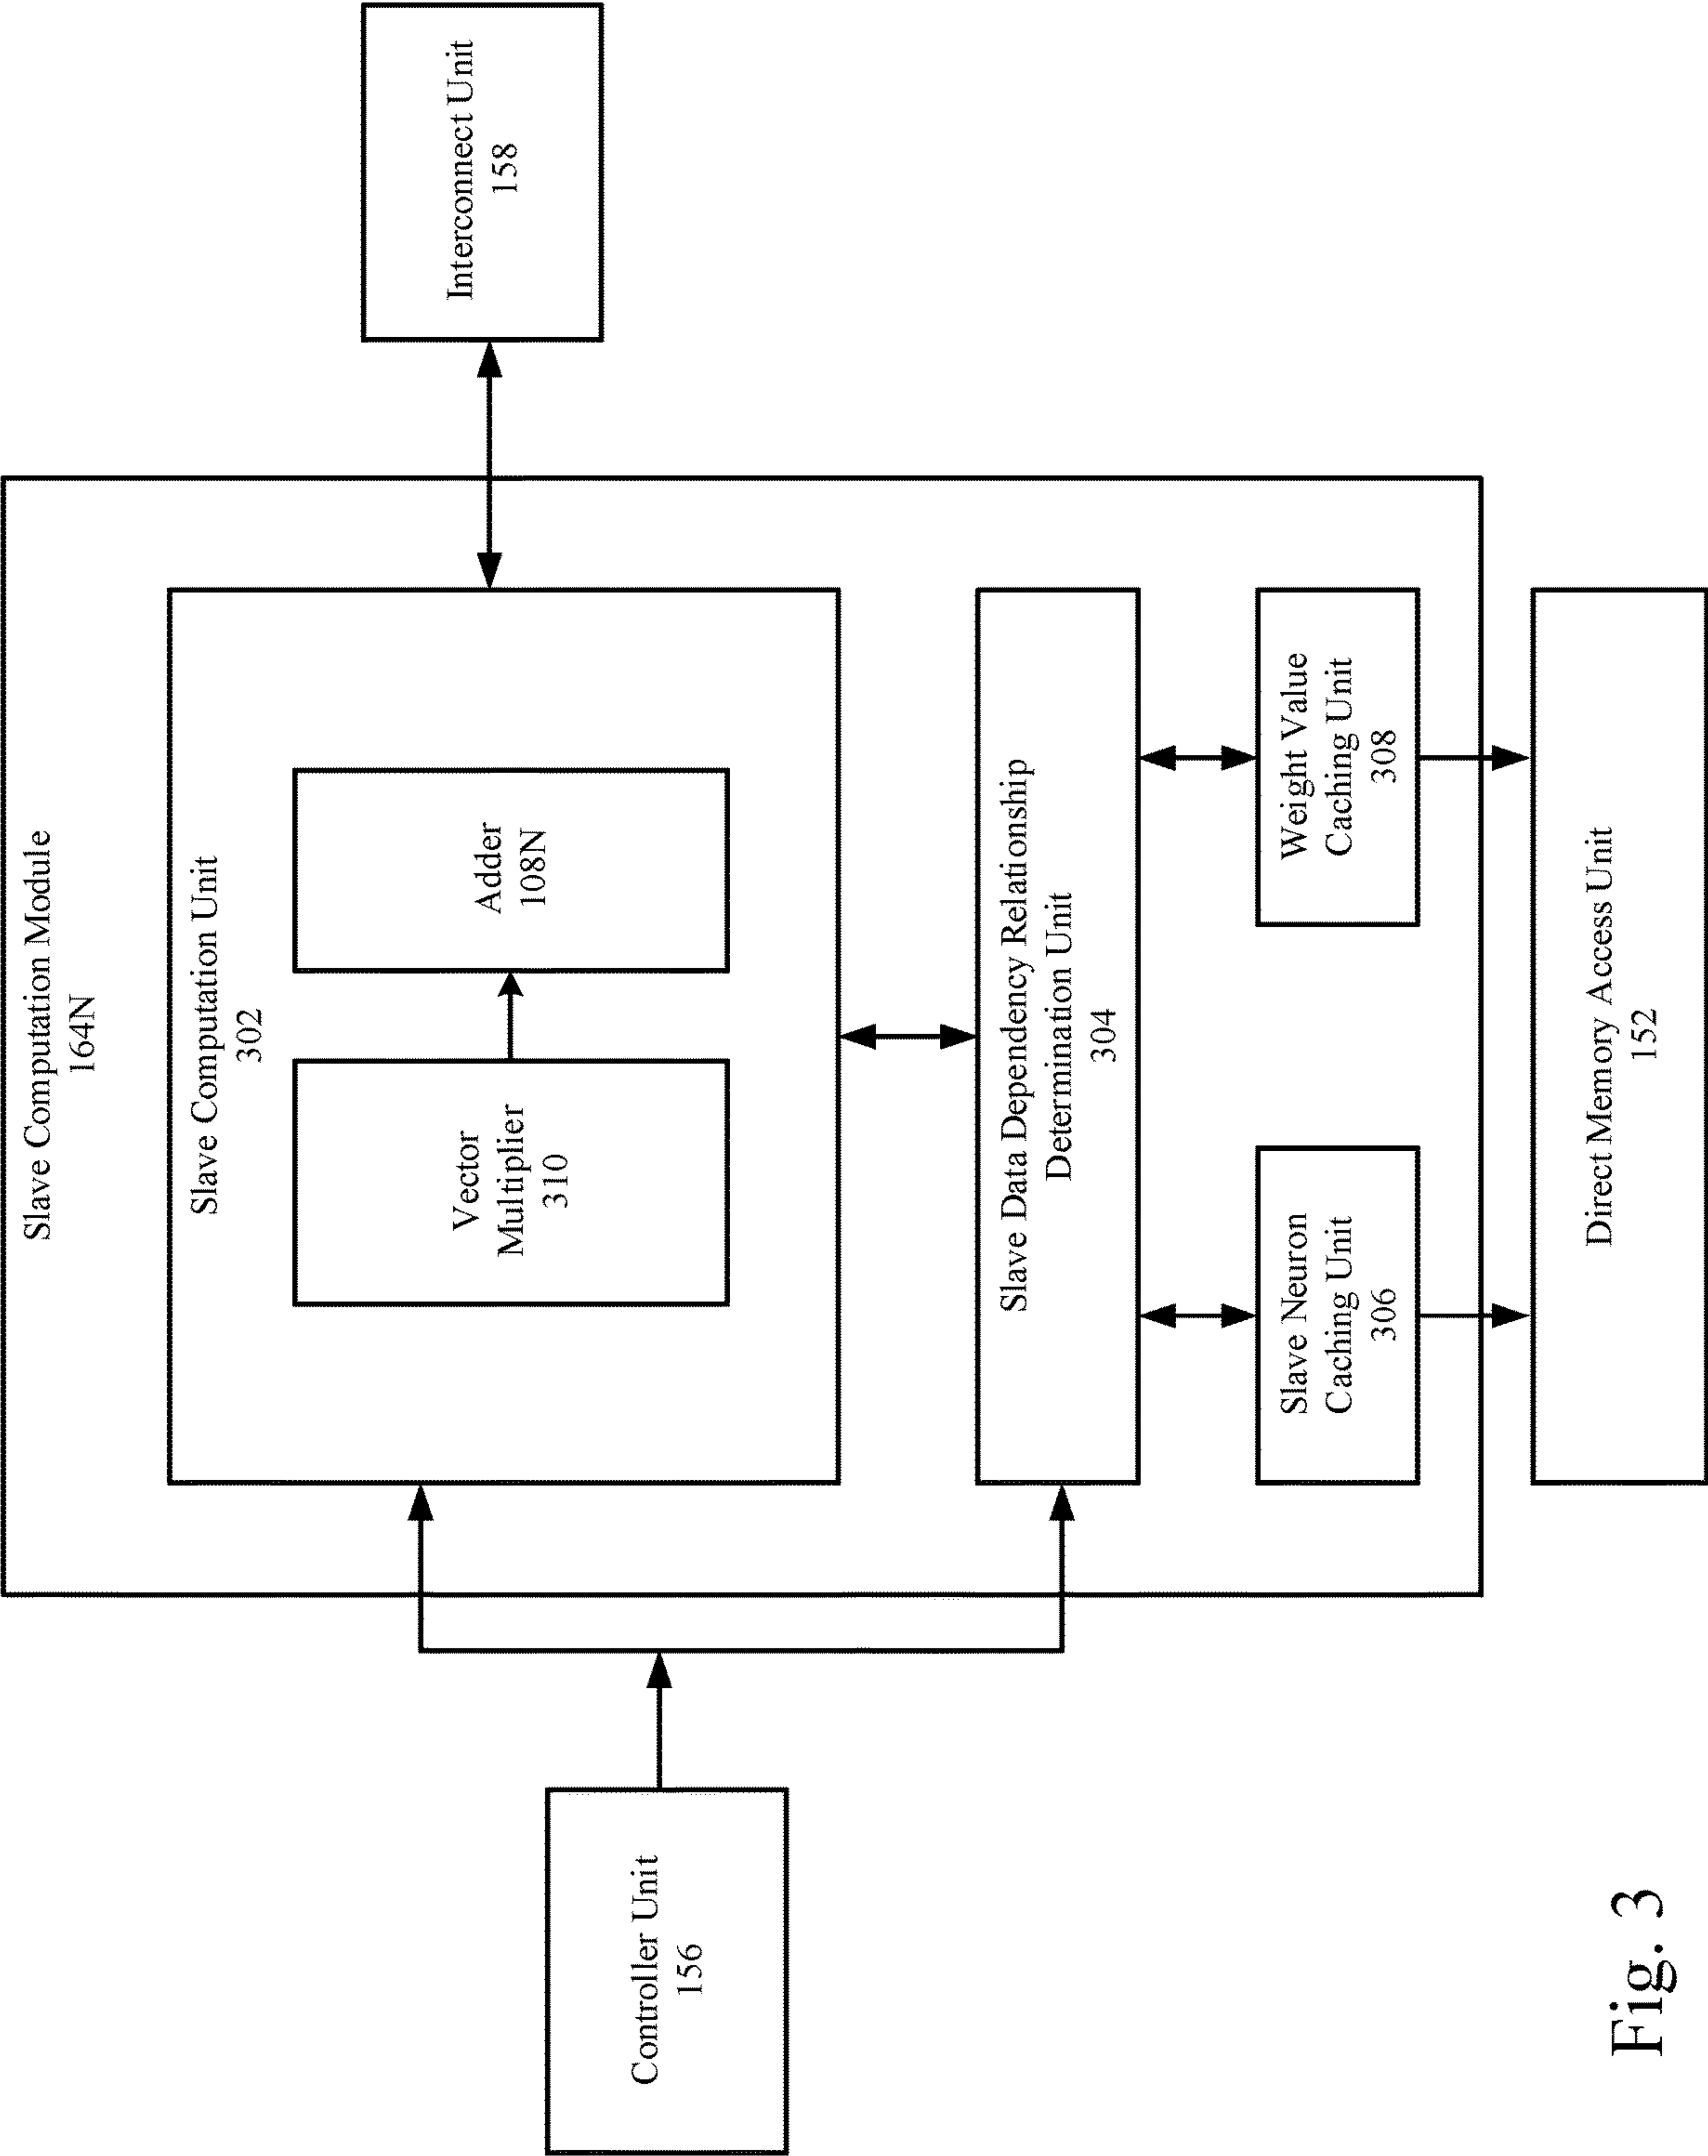 Slave Computation Module
164N
Slave Computation Unit
302
Vector
Multiplier
310
Adder
108N
Controller Unit
156
Interconnect Unit
158
Slave Data Dependency Relationship
Determination Unit
304
Slave Neuron
Caching Unit
306
Weight Value
Caching Unit
308
Direct Memory Access Unit
152
Fig. 3